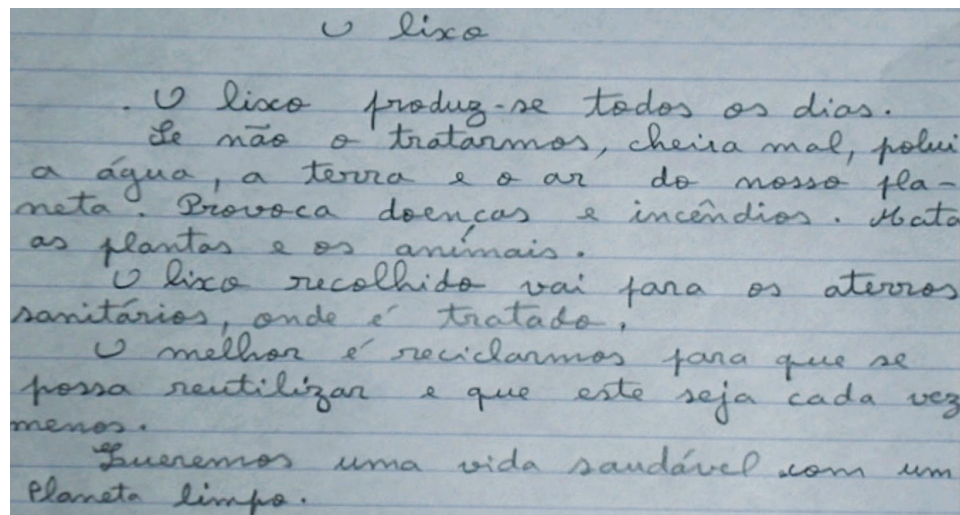 O lixo
. O lixo produz-se todos os dias.
Se não o tratarmos, cheira mal, polui
a água, a terra e o ar do nosso pla-
neta. Provoca doenças e incêndios. Mata
as plantas e os animais.
O lixo recolhido vai para os aterros
sanitários, onde é tratado.
O melhor é reciclarmos para que se
possa reutilizar e que este seja cada vez
menos.
Queremos uma vida saudável com um
Planeta limpo.